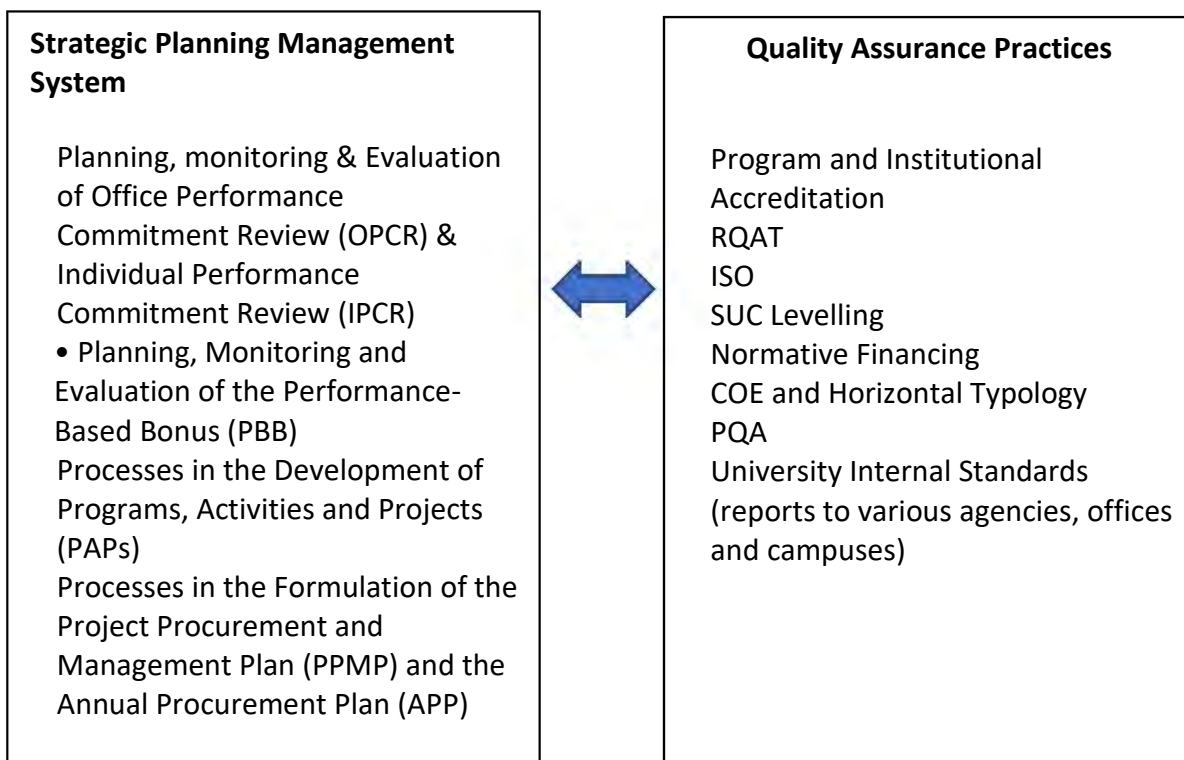 Strategic Planning Management
System
Planning, monitoring & Evaluation
of Office Performance
Commitment Review (OPCR) &
Individual Performance
Commitment Review (IPCR)
• Planning, Monitoring and
Evaluation of the Performance-
Based Bonus (PBB)
Processes in the Development of
Programs, Activities and Projects
(PAPs)
Processes in the Formulation of the
Project Procurement and
Management Plan (PPMP) and the
Annual Procurement Plan (APP)
Quality Assurance Practices
Program and Institutional
Accreditation
RQAT
ISO
SUC Levelling
Normative Financing
COE and Horizontal Typology
PQA
University Internal Standards
(reports to various agencies, offices
and campuses)